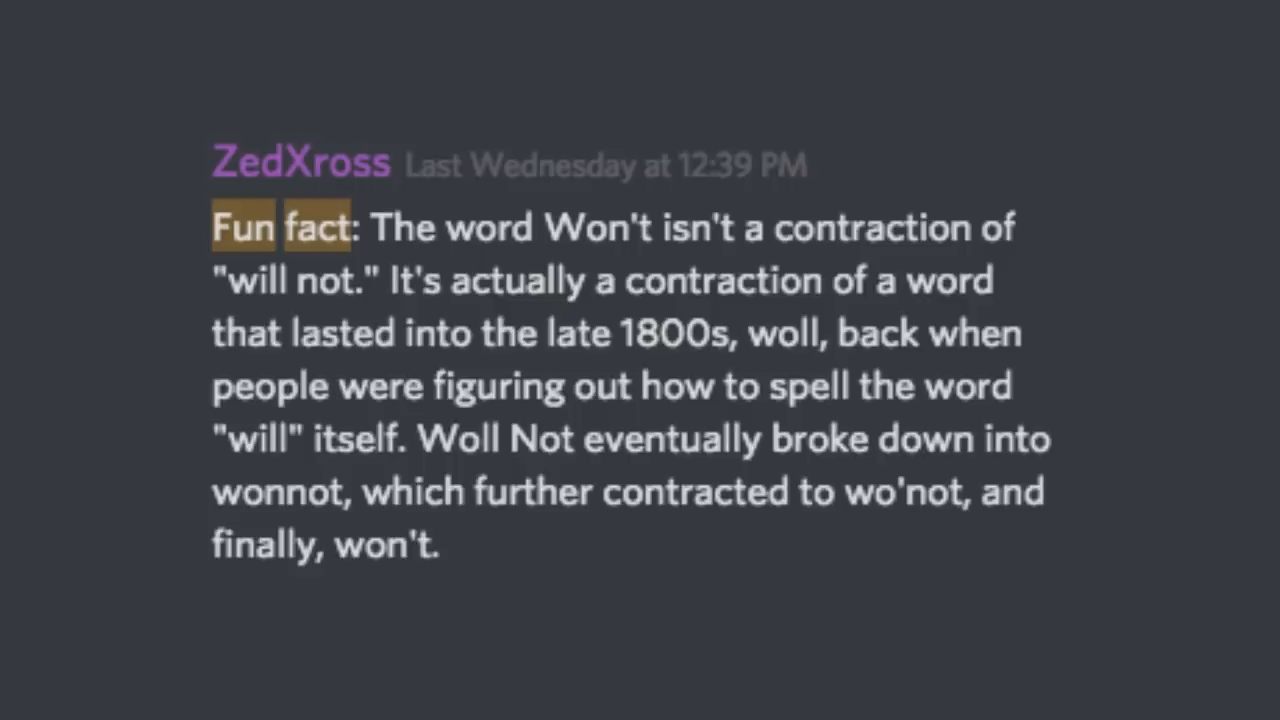 ZedXross Last Wednesday at 12:39 PM
Fun fact: The word Won't isn't a contraction of
"will not." It's actually a contraction of a word
that lasted into the late 1800s, woll, back when
people were figuring out how to spell the word
"will" itself. Woll Not eventually broke down into
wonnot, which further contracted to wo'not, and
finally, won't.